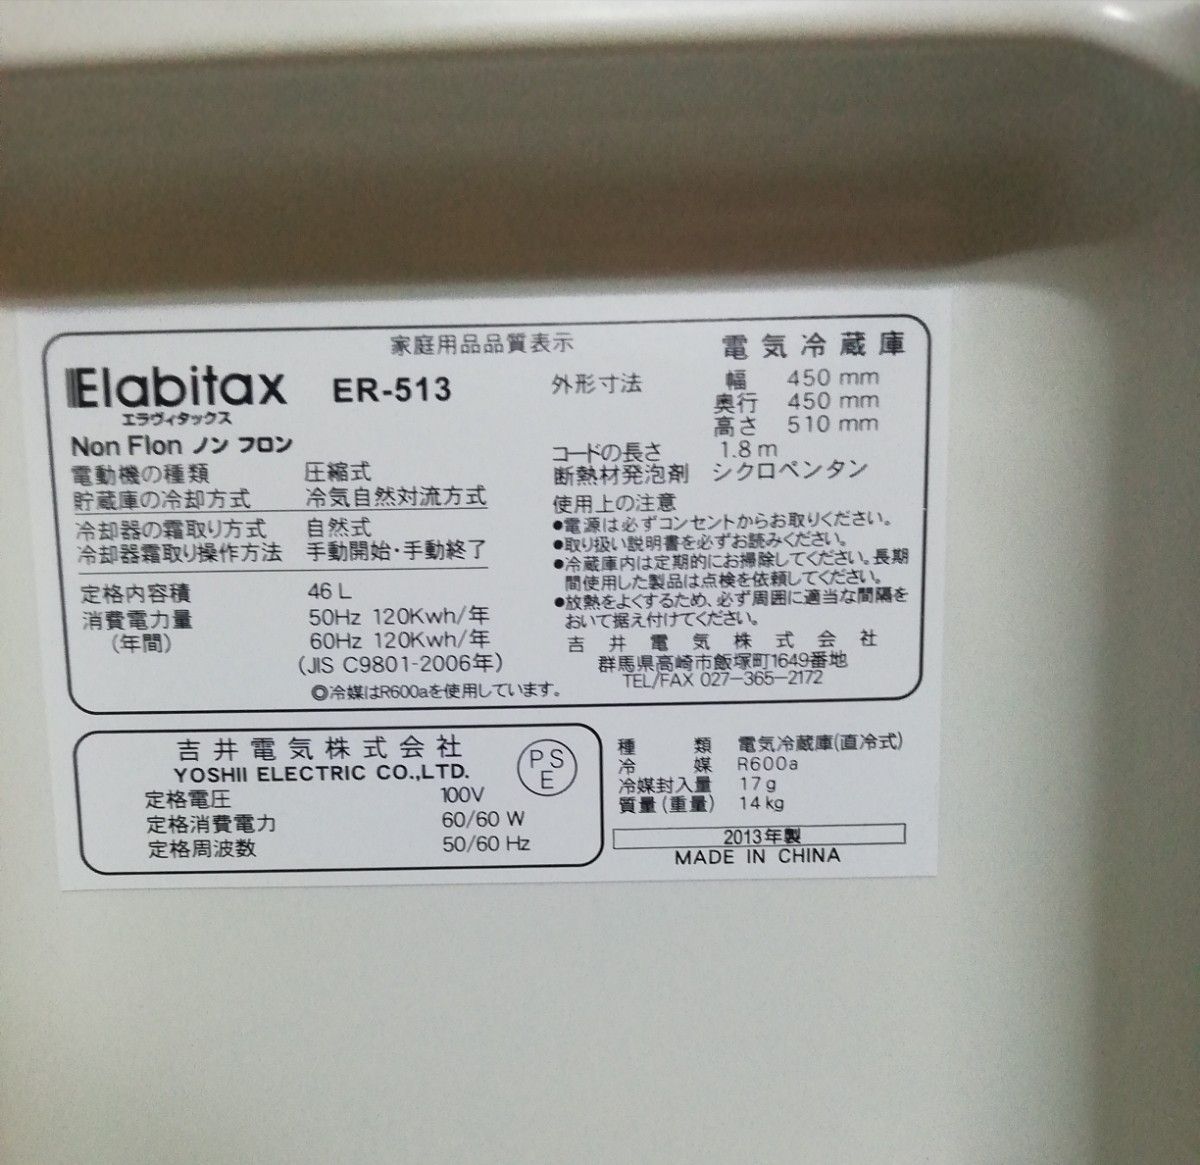 家庭用品品質表示
電気冷蔵庫
Elabitax ER-513
エラヴィタックス
Non Flon ノン フロン
電動機の種類 圧縮式
貯蔵庫の冷却方式 冷気自然対流方式
冷却器の霜取り方式 自然式
冷却器霜取り操作方法 手動開始・手動終了
定格内容積 46L
消費電力量 50Hz 120Kwh/年
(年間) 60Hz 120Kwh/年
(JIS C9801-2006年)
◎冷媒はR600aを使用しています。
外形寸法 幅 450mm
奥行 450mm
高さ 510mm
コードの長さ 1.8m
断熱材発泡剤 シクロペンタン
使用上の注意
●電源は必ずコンセントからお取りください。
●取り扱い説明書を必ずお読みください。
●冷蔵庫内は定期的にお掃除してください。長期
間使用した製品は点検を依頼してください。
●放熱をよくするため、必ず周囲に適当な間隔を
おいて据え付けてください。
吉井電気株式会社
群馬県高崎市飯塚町1649番地
TEL/FAX 027-365-2172
吉井電気株式会社
YOSHII ELECTRIC CO.,LTD.
PSE
定格電圧 100V
定格消費電力 60/60 W
定格周波数 50/60 Hz
種類 電気冷蔵庫(直冷式)
冷媒 R600a
冷媒封入量 17g
質量(重量) 14kg
2013年製
MADE IN CHINA